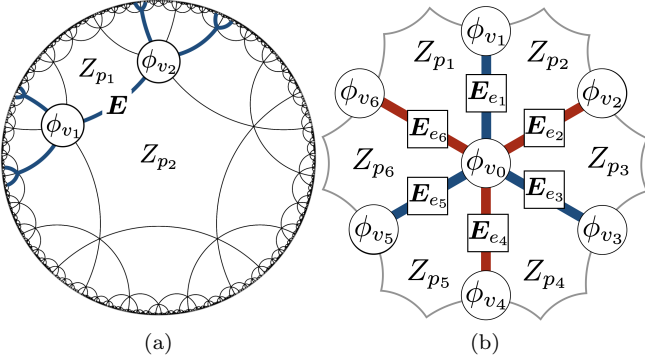 ϕ_{v_2}
Z_{p_1}
E
ϕ_{v_1}
Z_{p_2}
(a)
ϕ_{v_1}
Z_{p_1} Z_{p_2}
ϕ_{v_6} E_{e_1} ϕ_{v_2}
E_{e_6} E_{e_2}
Z_{p_6} ϕ_{v_0} Z_{p_3}
E_{e_5} E_{e_3}
ϕ_{v_5} E_{e_4} ϕ_{v_3}
Z_{p_5} Z_{p_4}
ϕ_{v_4}
(b)